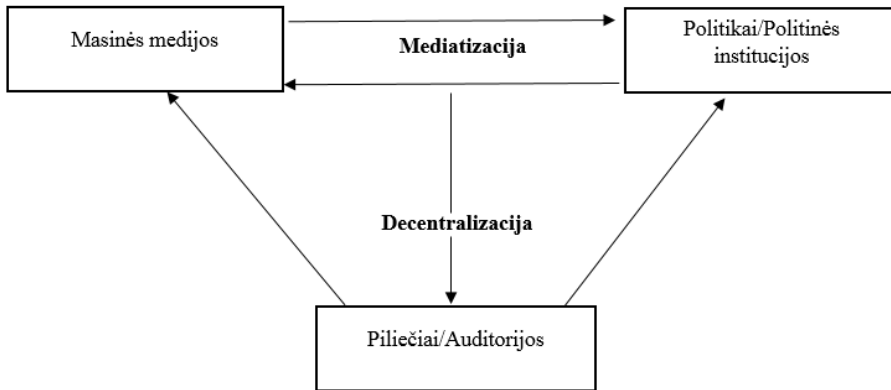 Masinės medijos
Mediatizacija
Politikai/Politinės
institucijos
Decentralizacija
Piliečiai/Auditorijos